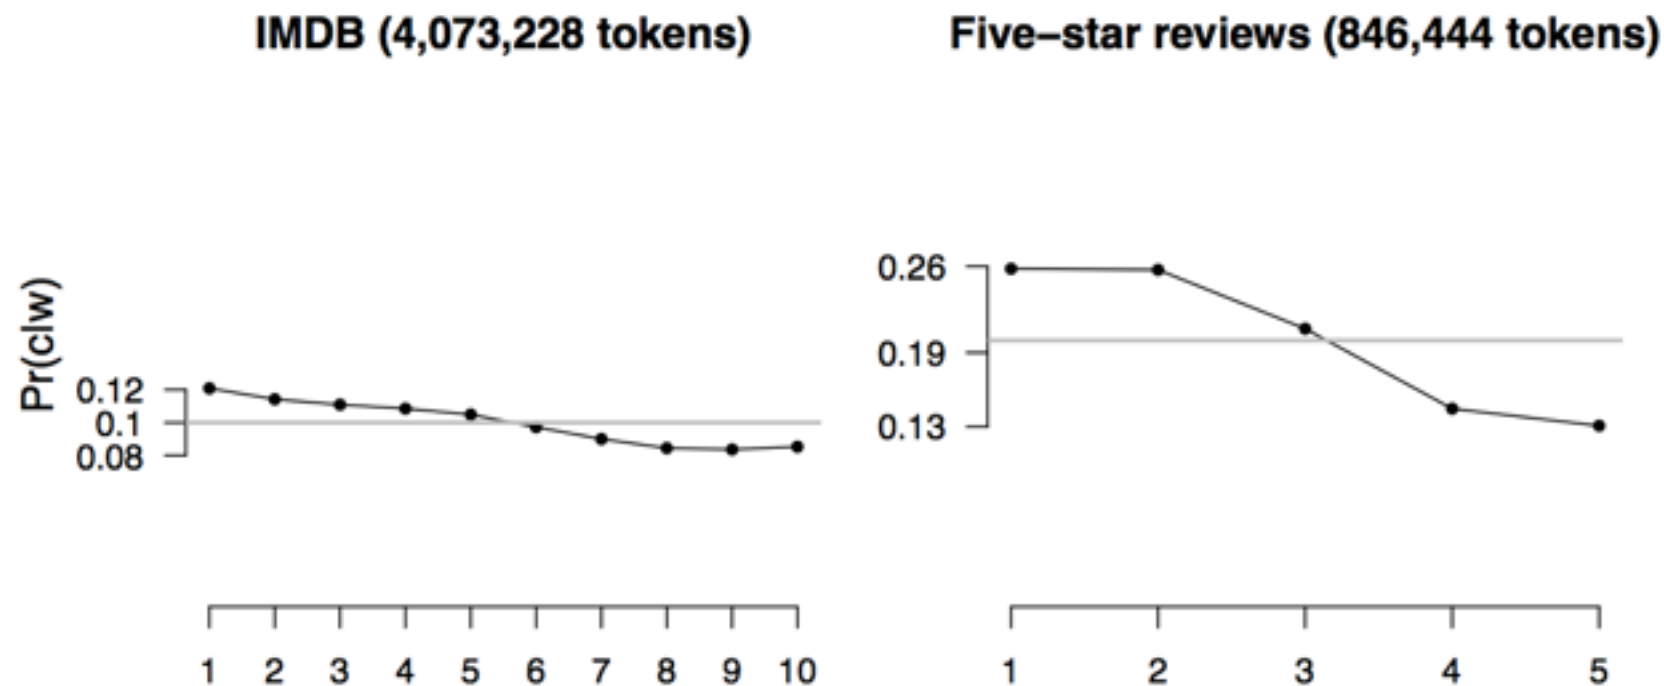 IMDB (4,073,228 tokens)
Pr(c|w)
0.12
0.1
0.08
1 2 3 4 5 6 7 8 9 10
Five–star reviews (846,444 tokens)
0.26
0.19
0.13
1 2 3 4 5